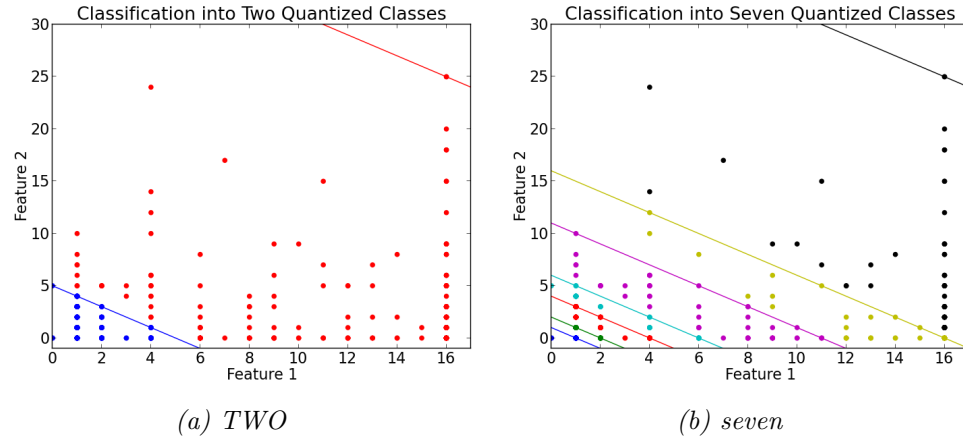 Classification into Two Quantized Classes
30
25
20
15
10
5
0
Feature 2
0 2 4 6 8 10 12 14 16
Feature 1
(a) TWO
Classification into Seven Quantized Classes
30
25
20
15
10
5
0
Feature 2
0 2 4 6 8 10 12 14 16
Feature 1
(b) seven